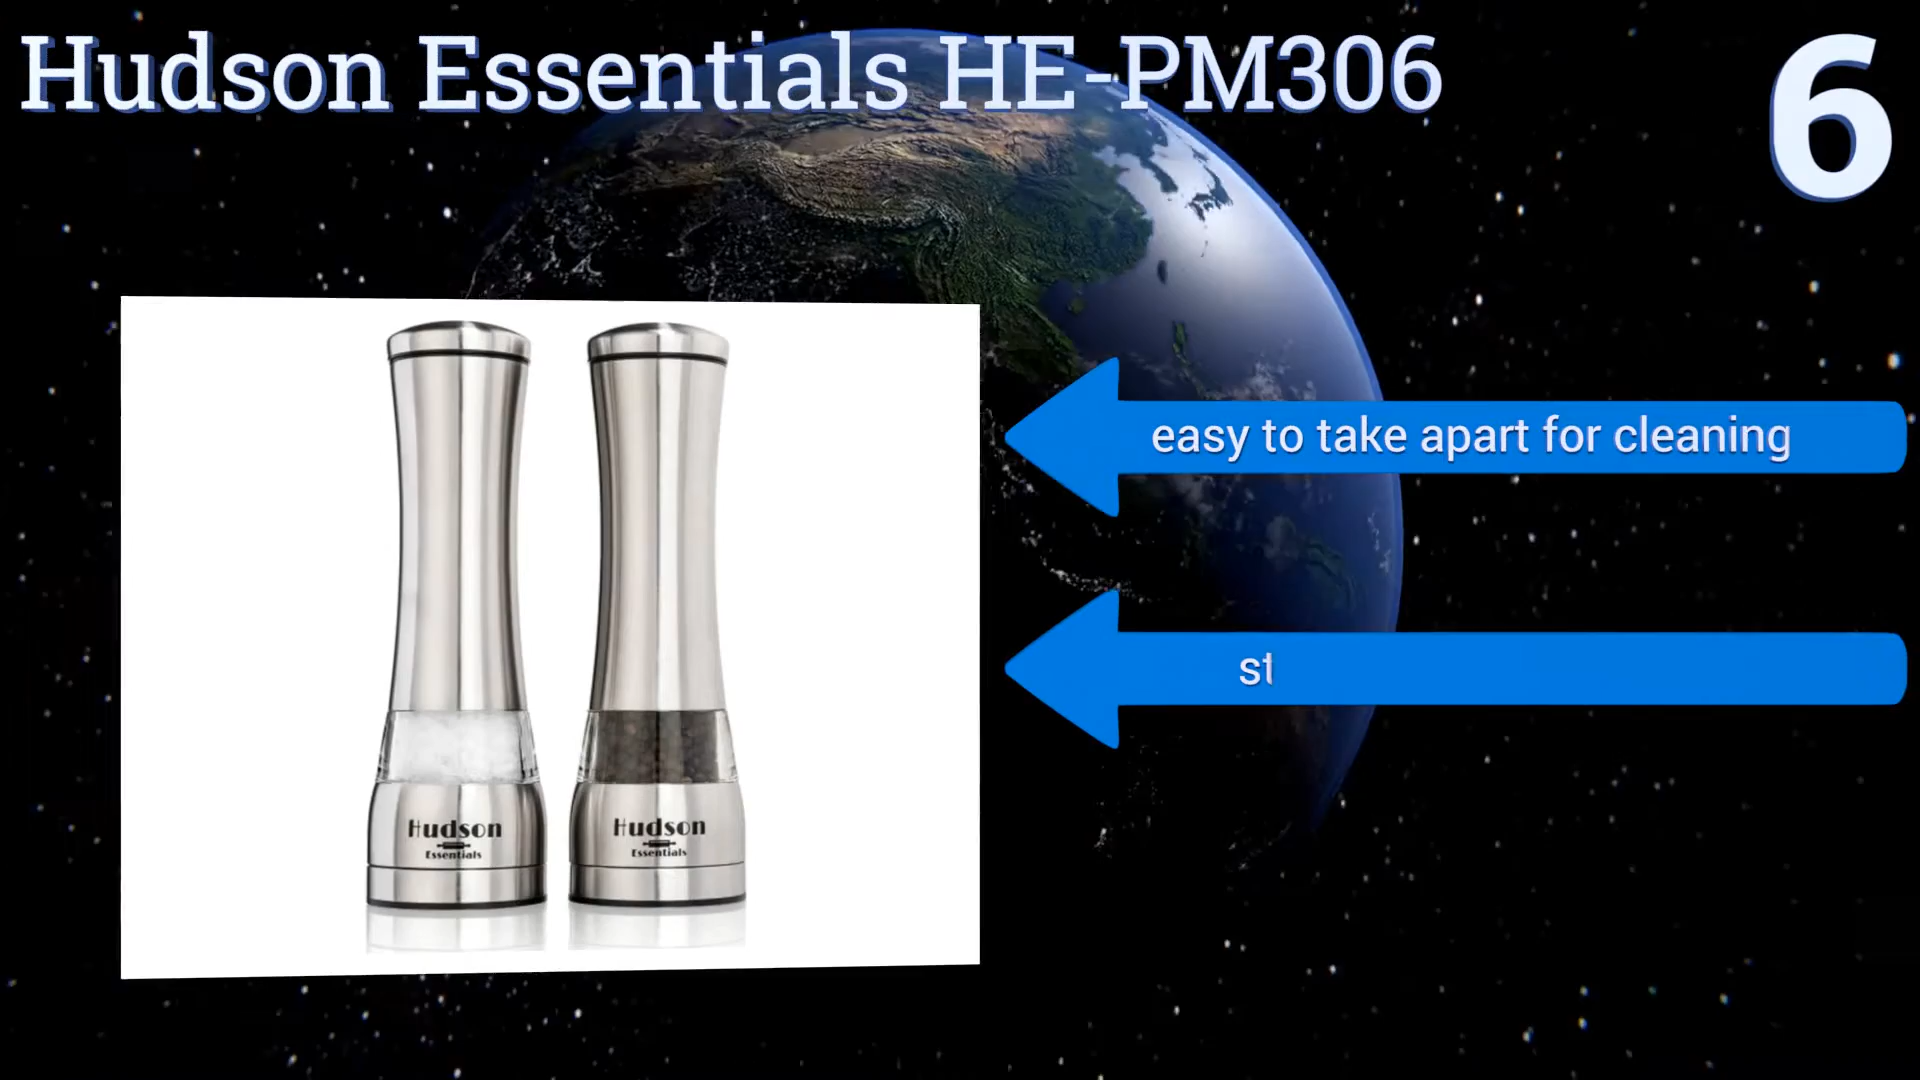 Hudson Essentials HE-PM306
6
easy to take apart for cleaning
st
Hudson
Essentials
Hudson
Essentials